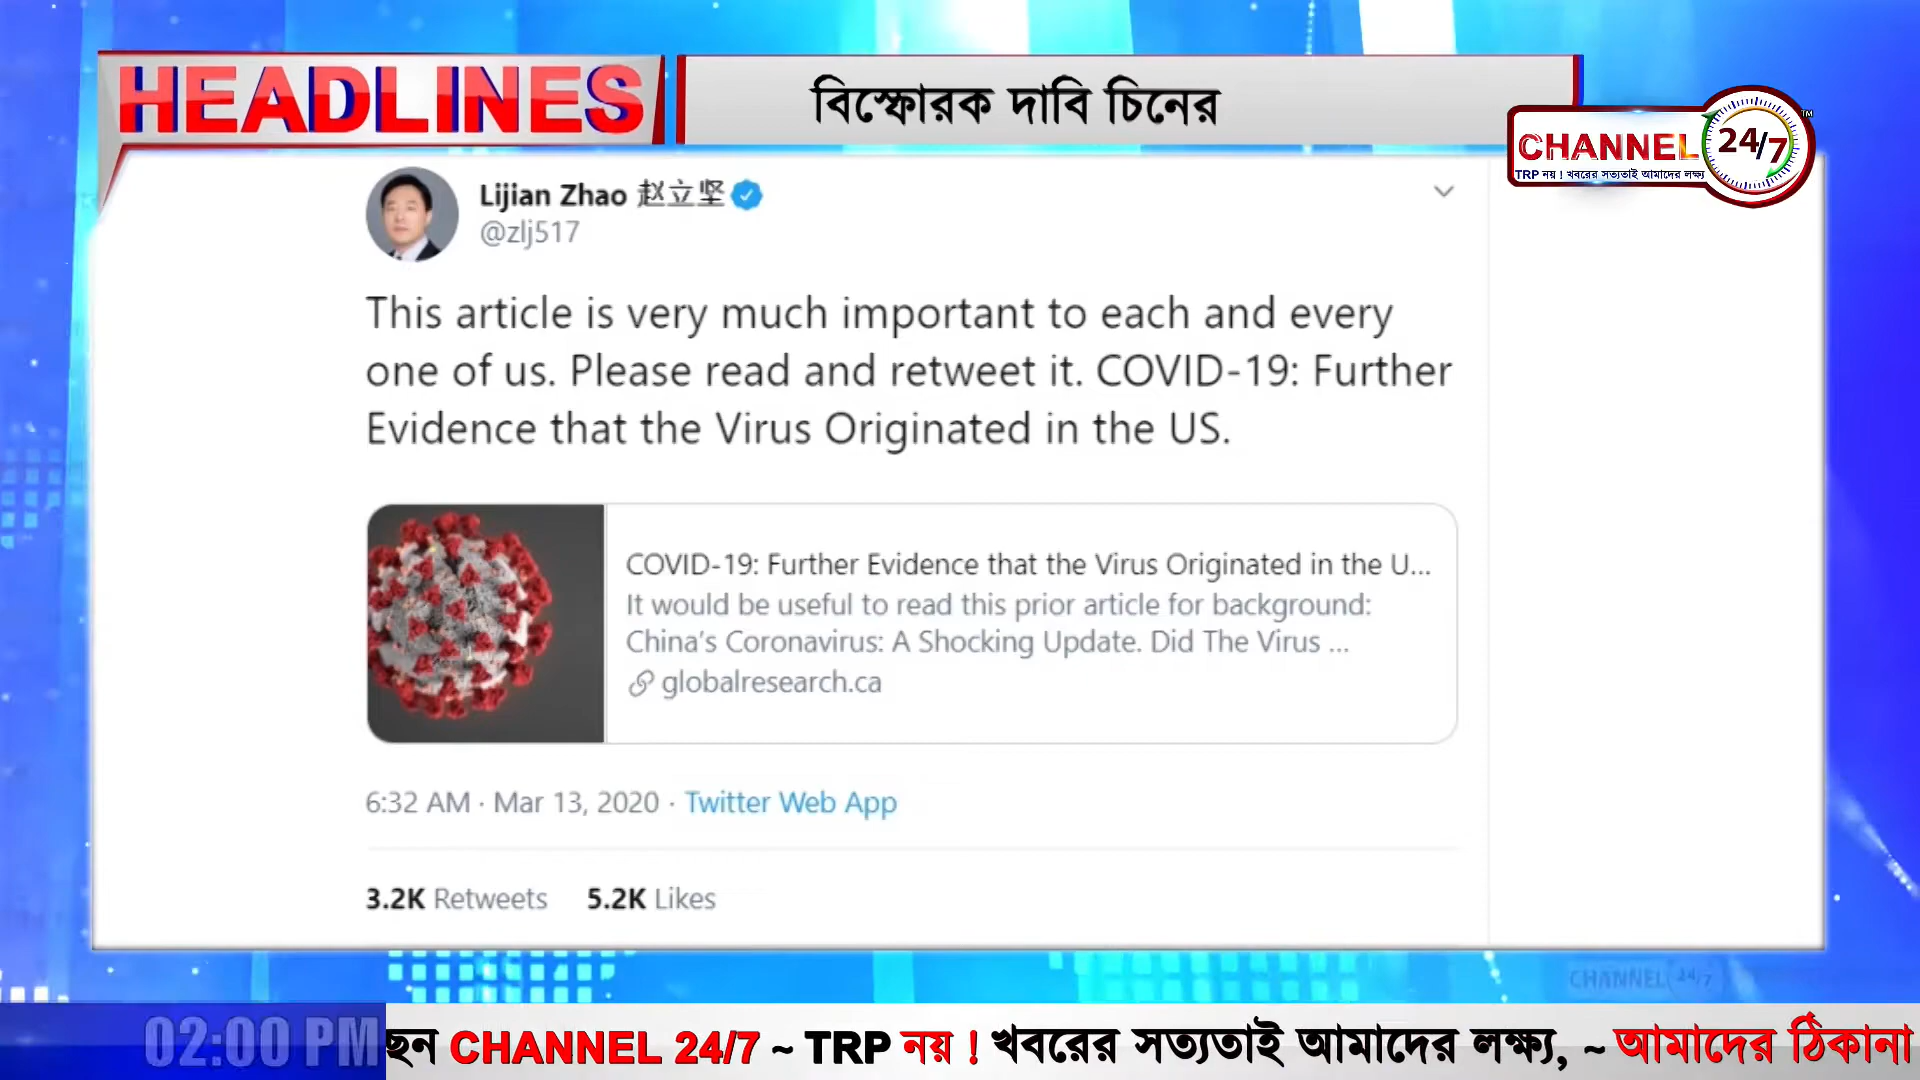 HEADLINES
বিস্ফোরক দাবি চিনের
CHANNEL 24/7 ™
TRP নয় ! খবরের সত্যতাই আমাদের লক্ষ্য
Lijian Zhao 赵立坚
@zlj517
This article is very much important to each and every
one of us. Please read and retweet it. COVID-19: Further
Evidence that the Virus Originated in the US.
COVID-19: Further Evidence that the Virus Originated in the U...
It would be useful to read this prior article for background:
China's Coronavirus: A Shocking Update. Did The Virus ...
globalresearch.ca
6:32 AM · Mar 13, 2020 · Twitter Web App
3.2K Retweets 5.2K Likes
CHANNEL 24/7
02:00 PM ছেন CHANNEL 24/7 ~ TRP নয় ! খবরের সত্যতাই আমাদের লক্ষ্য, ~ আমাদের ঠিকানা